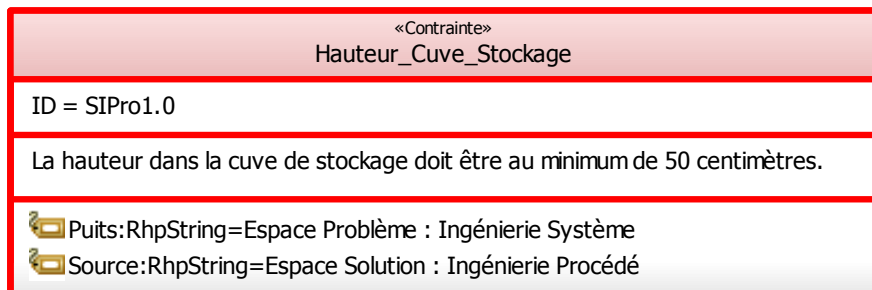 «Contrainte»
Hauteur_Cuve_Stockage
ID = SIPro1.0
La hauteur dans la cuve de stockage doit être au minimum de 50 centimètres.
Puits:RhpString=Espace Problème : Ingénierie Système
Source:RhpString=Espace Solution : Ingénierie Procédé